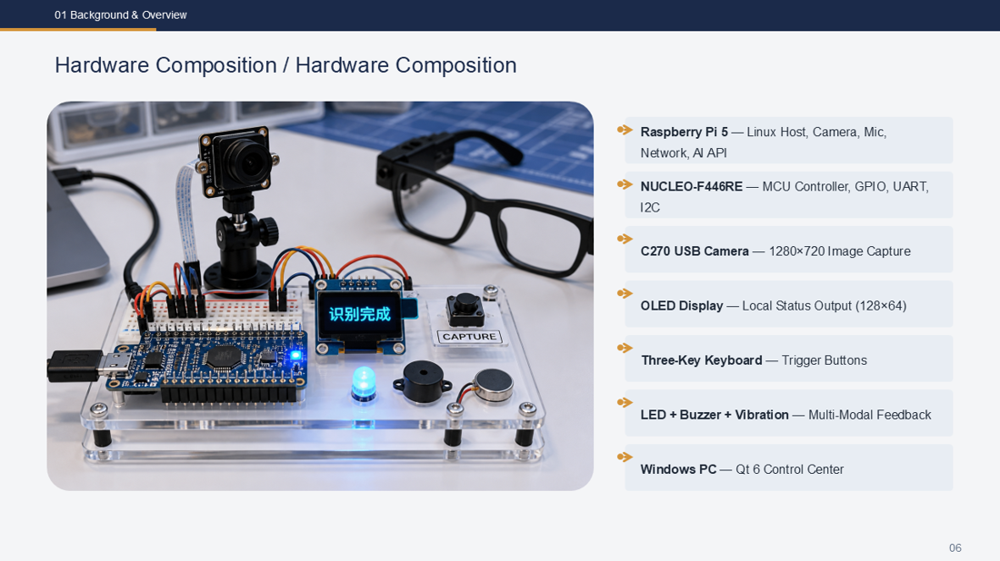 01 Background & Overview
Hardware Composition / Hardware Composition
识别完成
CAPTURE
Raspberry Pi 5 — Linux Host, Camera, Mic,
Network, AI API
NUCLEO-F446RE — MCU Controller, GPIO, UART,
I2C
C270 USB Camera — 1280×720 Image Capture
OLED Display — Local Status Output (128×64)
Three-Key Keyboard — Trigger Buttons
LED + Buzzer + Vibration — Multi-Modal Feedback
Windows PC — Qt 6 Control Center
06